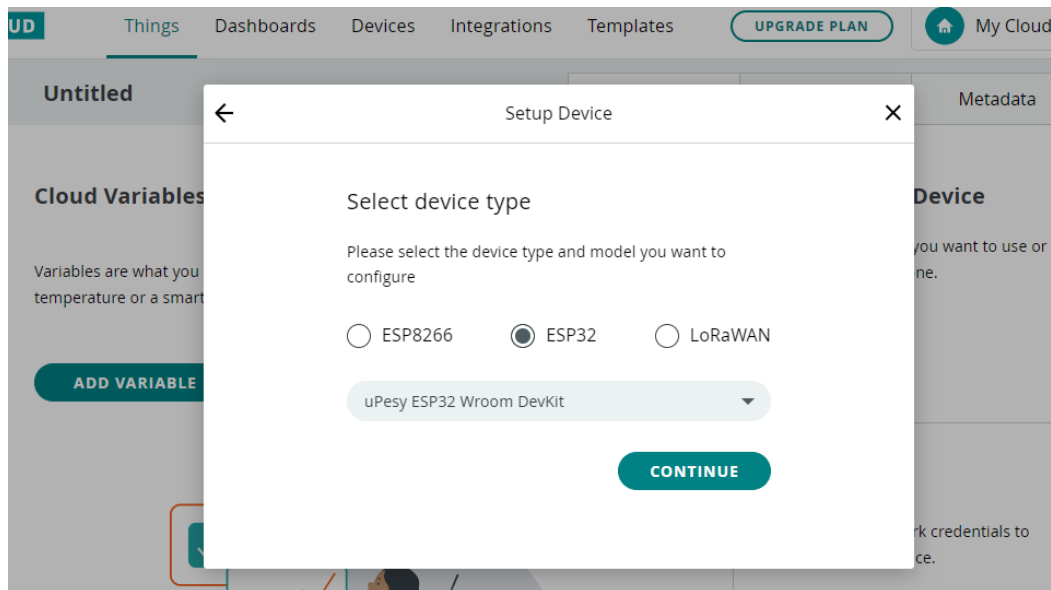 UD Things Dashboards Devices Integrations Templates UPGRADE PLAN My Cloud
Untitled
Metadata
Setup Device
Select device type
Please select the device type and model you want to
configure
ESP8266 ESP32 LoRaWAN
uPesy ESP32 Wroom DevKit
CONTINUE
Cloud Variables
Variables are what you
temperature or a smart
ADD VARIABLE
Device
you want to use or
ne.
rk credentials to
ce.